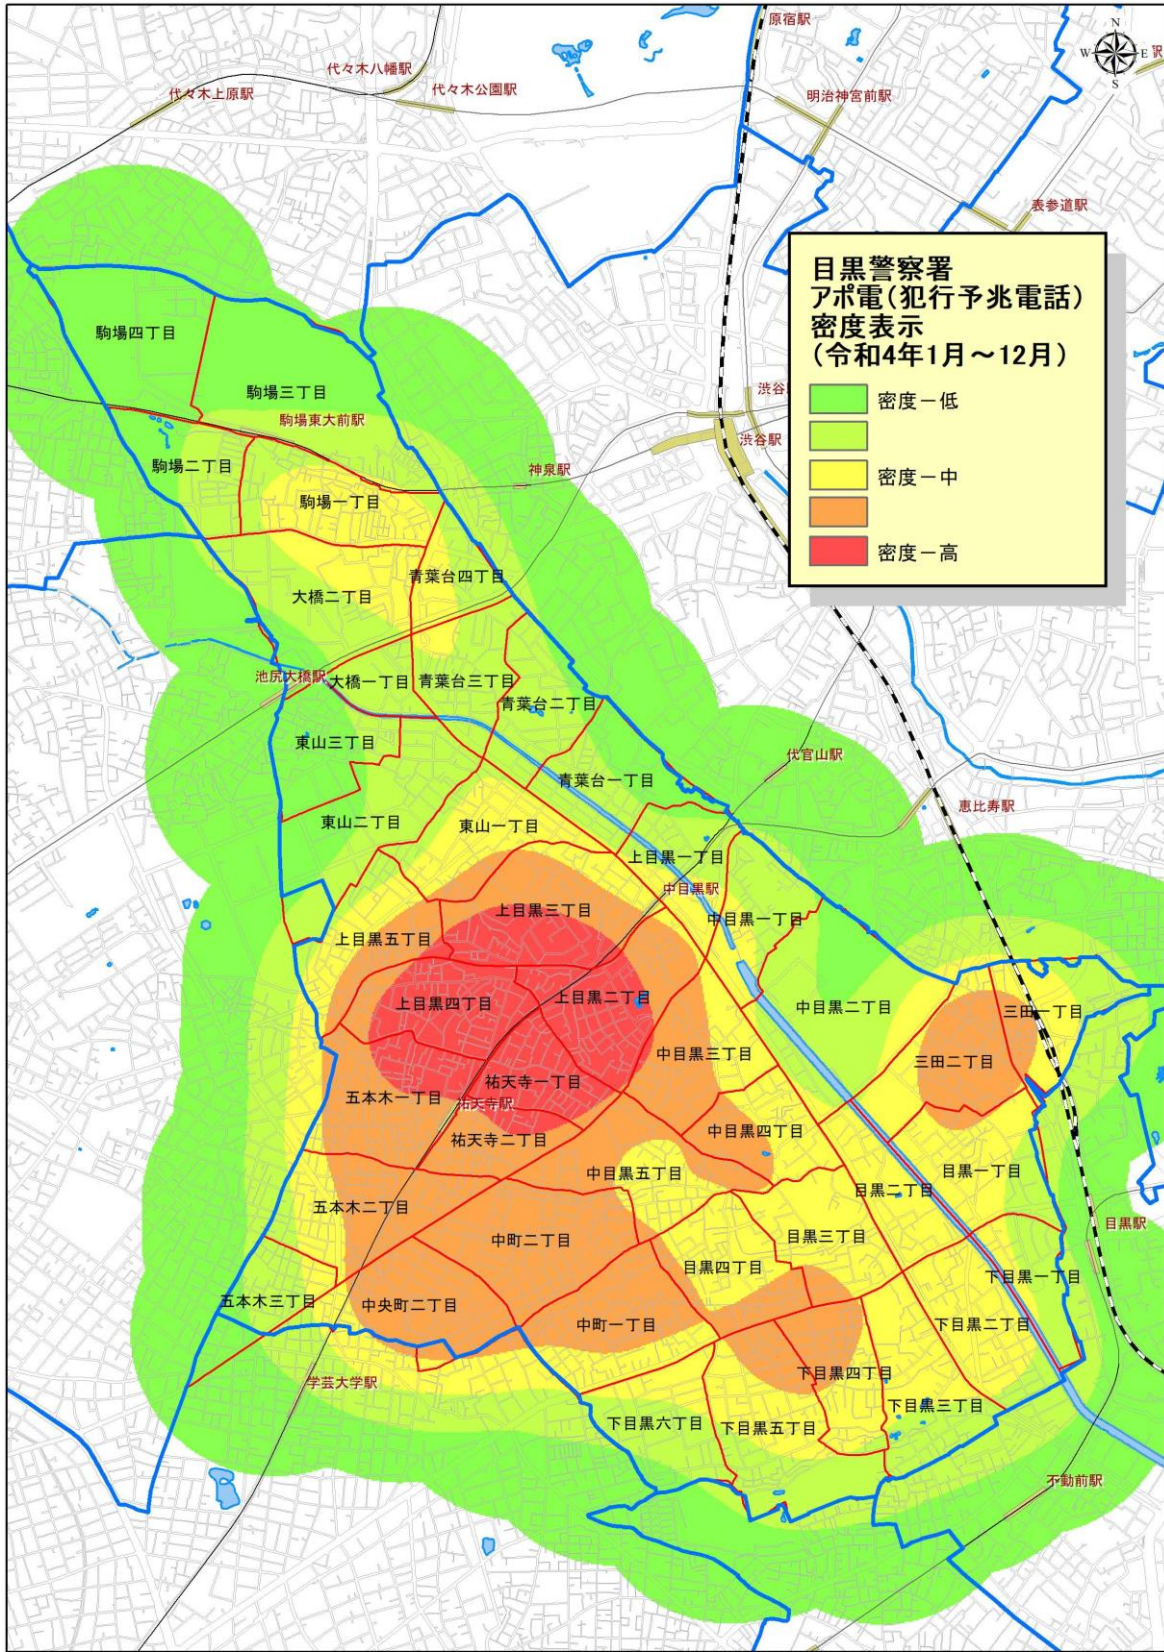 原宿駅
N
W
E
S
駅
代々木八幡駅
代々木上原駅
代々木公園駅
明治神宮前駅
表参道駅
目黒警察署
アポ電(犯行予兆電話)
密度表示
(令和4年1月～12月)
密度－低
密度－中
密度－高
駒場四丁目
駒場三丁目
駒場東大前駅
渋谷
渋谷駅
駒場二丁目
神泉駅
駒場一丁目
青葉台四丁目
大橋二丁目
池尻大橋駅
大橋一丁目
青葉台三丁目
青葉台二丁目
東山三丁目
代官山駅
青葉台一丁目
恵比寿駅
東山二丁目
東山一丁目
上目黒一丁目
中目黒駅
上目黒三丁目
中目黒一丁目
上目黒五丁目
上目黒四丁目
上目黒二丁目
中目黒二丁目
三田一丁目
中目黒三丁目
三田二丁目
祐天寺一丁目
五本木一丁目
祐天寺駅
祐天寺二丁目
中目黒四丁目
中目黒五丁目
目黒一丁目
目黒二丁目
五本木二丁目
目黒駅
中町二丁目
目黒三丁目
目黒四丁目
下目黒一丁目
五本木三丁目
中央町二丁目
中町一丁目
下目黒二丁目
学芸大学駅
下目黒四丁目
下目黒三丁目
下目黒六丁目
下目黒五丁目
不動前駅